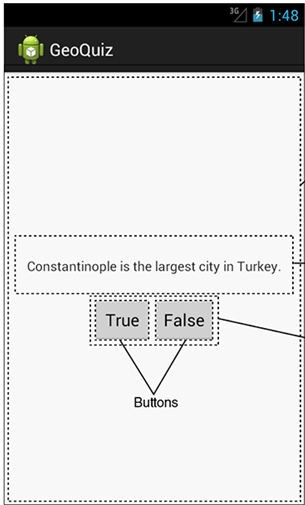 3G 1:48
GeoQuiz
Constantinople is the largest city in Turkey.
True False
Buttons